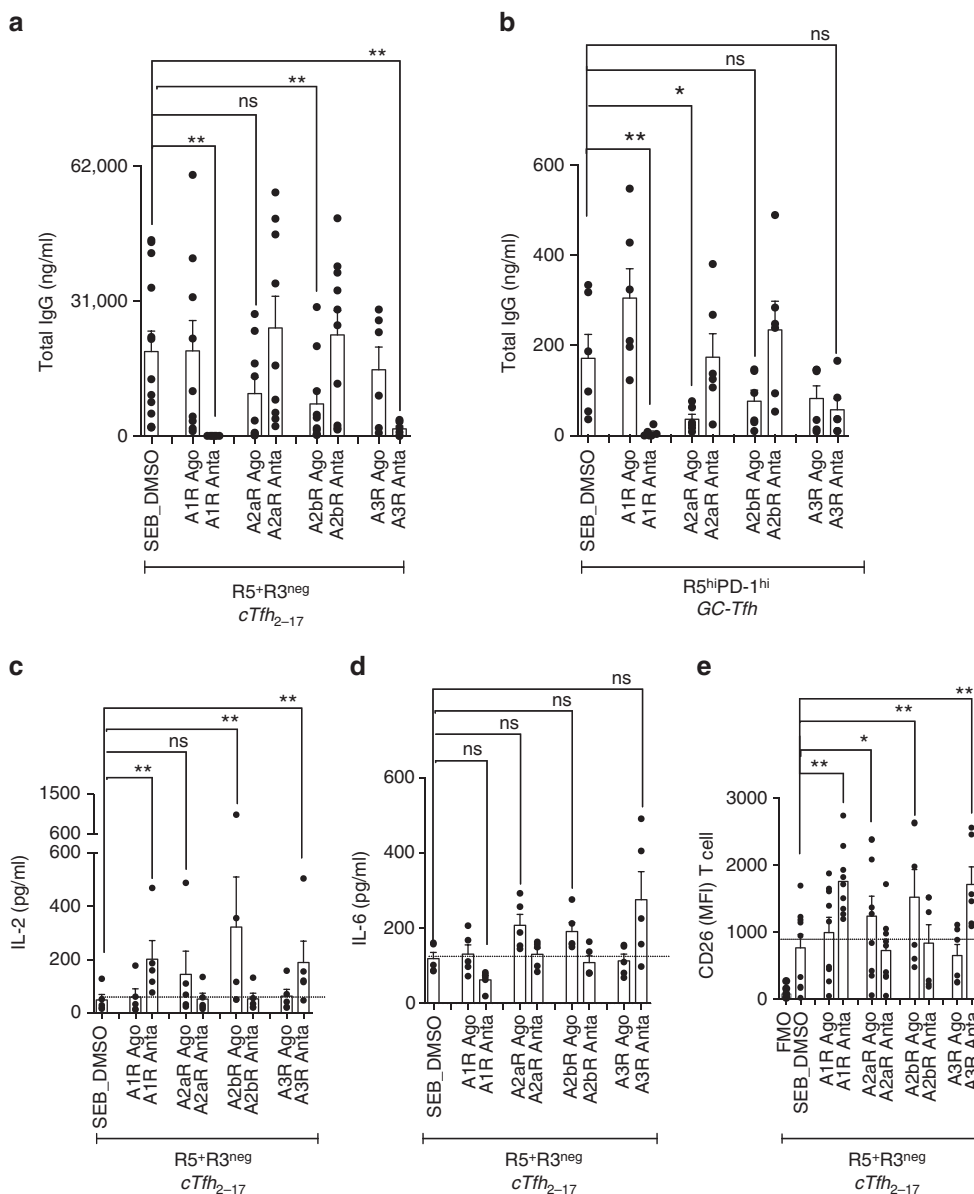 a
**
**
ns
**
62,000
31,000
0
Total IgG (ng/ml)
SEB_DMSO
A1R Ago
A1R Anta
A2aR Ago
A2aR Anta
A2bR Ago
A2bR Anta
A3R Ago
A3R Anta
R5⁺R3ⁿᵉᵍ
cTfh₂₋₁₇
b
ns
ns
*
**
600
400
200
0
Total IgG (ng/ml)
SEB_DMSO
A1R Ago
A1R Anta
A2aR Ago
A2aR Anta
A2bR Ago
A2bR Anta
A3R Ago
A3R Anta
R5ʰⁱPD-1ʰⁱ
GC-Tfh
c
**
**
ns
**
1500
600
600
400
200
0
IL-2 (pg/ml)
SEB_DMSO
A1R Ago
A1R Anta
A2aR Ago
A2aR Anta
A2bR Ago
A2bR Anta
A3R Ago
A3R Anta
R5⁺R3ⁿᵉᵍ
cTfh₂₋₁₇
d
ns
ns
ns
ns
600
400
200
0
IL-6 (pg/ml)
SEB_DMSO
A1R Ago
A1R Anta
A2aR Ago
A2aR Anta
A2bR Ago
A2bR Anta
A3R Ago
A3R Anta
R5⁺R3ⁿᵉᵍ
cTfh₂₋₁₇
e
**
**
*
**
3000
2000
1000
0
CD26 (MFI) T cell
FMO
SEB_DMSO
A1R Ago
A1R Anta
A2aR Ago
A2aR Anta
A2bR Ago
A2bR Anta
A3R Ago
A3R Anta
R5⁺R3ⁿᵉᵍ
cTfh₂₋₁₇